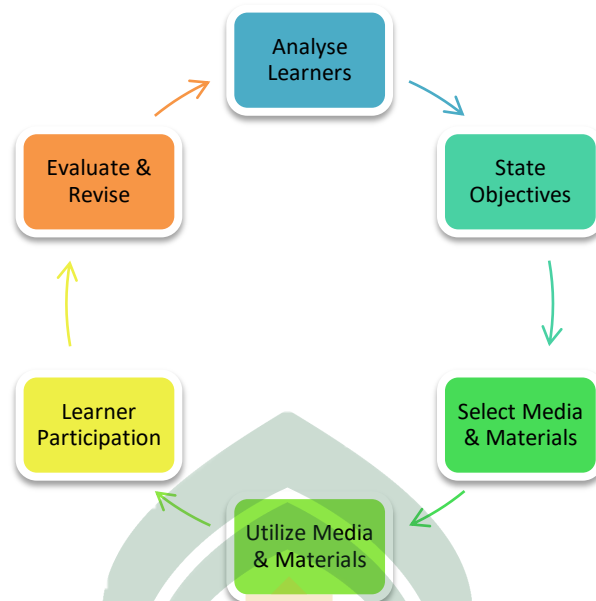 Analyse
Learners
State
Objectives
Select Media
& Materials
Utilize Media
& Materials
Learner
Participation
Evaluate &
Revise